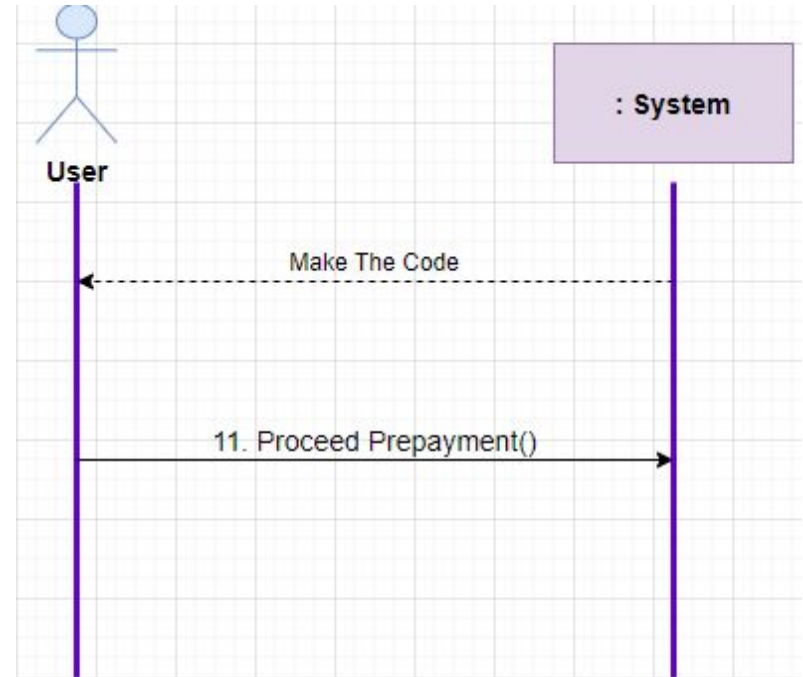 : System
User
Make The Code
11. Proceed Prepayment()